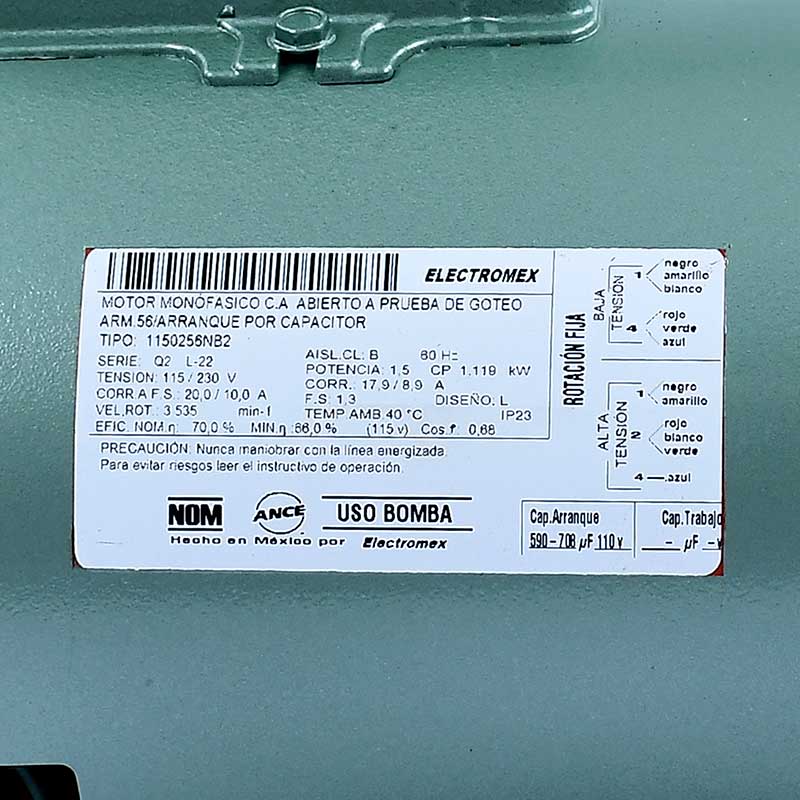 ELECTROMEX
MOTOR MONOFASICO C.A. ABIERTO A PRUEBA DE GOTEO
ARM.56/ARRANQUE POR CAPACITOR
TIPO: 1150256NB2
SERIE: Q2 L-22 AISL.CL: B 60 Hz
TENSION: 115/230 V POTENCIA: 1,5 CP 1,119 kW
CORR.A F.S.: 20,0/10,0 A CORR.: 17,9/8,9 A
VEL.ROT: 3 535 min-1 F.S: 1,3 DISEÑO: L
TEMP.AMB.40 °C IP23
EFIC. NOM.η: 70,0 % MIN.η: 66,0 % (115 v) Cos.f: 0,68
PRECAUCIÓN: Nunca maniobrar con la línea energizada.
Para evitar riesgos leer el instructivo de operación.
NOM ANCE USO BOMBA
Hecho en México por Electromex
ROTACIÓN FIJA
BAJA TENSION
1 negro
amarillo
blanco
4 rojo
verde
azul
ALTA TENSION
1 negro
amarillo
2 rojo
blanco
verde
4 azul
Cap.Arranque Cap.Trabajo
590-708 µF 110 v - µF -v